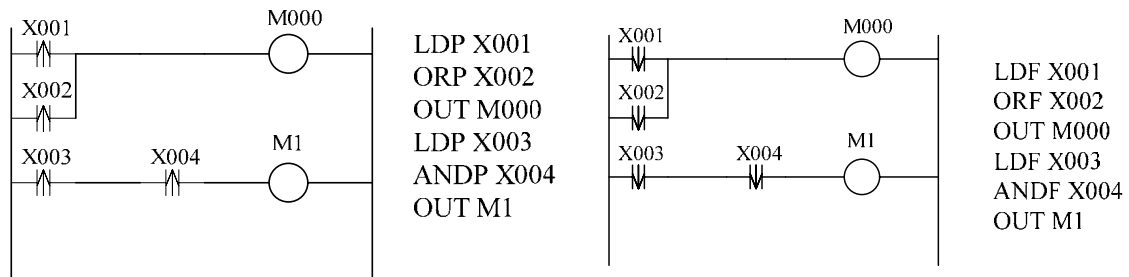 X001 M000
X002
X003 X004 M1
LDP X001
ORP X002
OUT M000
LDP X003
ANDP X004
OUT M1
X001 M000
X002
X003 X004 M1
LDF X001
ORF X002
OUT M000
LDF X003
ANDF X004
OUT M1